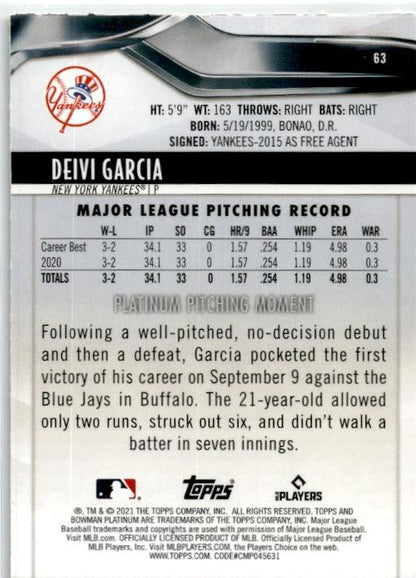 63
Yankees
HT: 5'9" WT: 163 THROWS: RIGHT BATS: RIGHT
BORN: 5/19/1999, BONAO, D.R.
SIGNED: YANKEES-2015 AS FREE AGENT
DEIVI GARCIA
NEW YORK YANKEES® | P
MAJOR LEAGUE PITCHING RECORD
W-L IP SO CG HR/9 BAA WHIP ERA WAR
Career Best 3-2 34.1 33 0 1.57 .254 1.19 4.98 0.3
2020 3-2 34.1 33 0 1.57 .254 1.19 4.98 0.3
TOTALS 3-2 34.1 33 0 1.57 .254 1.19 4.98 0.3
PLATINUM PITCHING MOMENT
Following a well-pitched, no-decision debut
and then a defeat, Garcia pocketed the first
victory of his career on September 9 against the
Blue Jays in Buffalo. The 21-year-old allowed
only two runs, struck out six, and didn't walk a
batter in seven innings.
Topps
MLB PLAYERS
®, TM & © 2021 THE TOPPS COMPANY, INC. ALL RIGHTS RESERVED. TOPPS AND
BOWMAN PLATINUM ARE TRADEMARKS OF THE TOPPS COMPANY, INC. Major League
Baseball trademarks and copyrights are used with permission of Major League Baseball.
Visit MLB.com. OFFICIALLY LICENSED PRODUCT OF MLB. Officially Licensed Product of
MLB Players, Inc. Visit MLBPLAYERS.COM, the Players Choice on the web.
WWW.TOPPS.COM. CODE#CMP045631